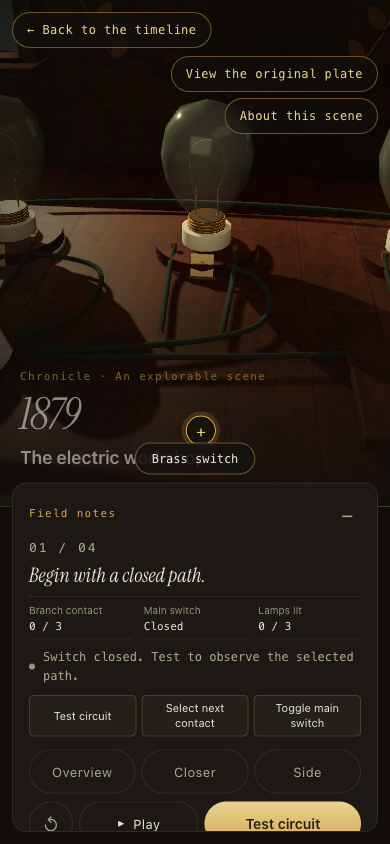 ← Back to the timeline
View the original plate
About this scene
Chronicle · An explorable scene
1879
The electric
Brass switch
Field notes
01 / 04
Begin with a closed path.
Branch contact
Main switch
Lamps lit
0 / 3
Closed
0 / 3
Switch closed. Test to observe the selected
path.
Test circuit
Select next
contact
Toggle main
switch
Overview
Closer
Side
Play
Test circuit